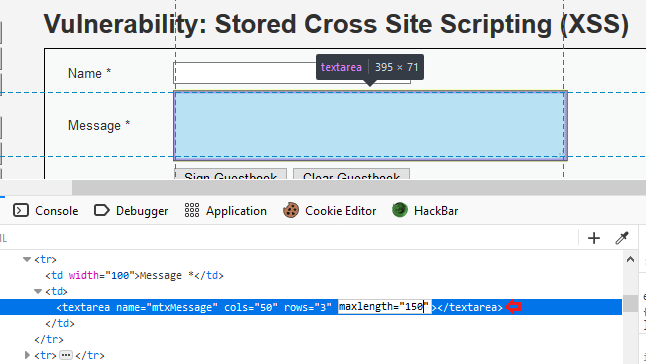 Vulnerability: Stored Cross Site Scripting (XSS)
textarea 395 × 71
Name *
Message *
Sign Guestbook Clear Guestbook
Console Debugger Application Cookie Editor HackBar
<tr>
<td width="100">Message *</td>
<td>
<textarea name="mtxMessage" cols="50" rows="3" maxlength="150"></textarea>
</td>
</tr>
<tr></tr>